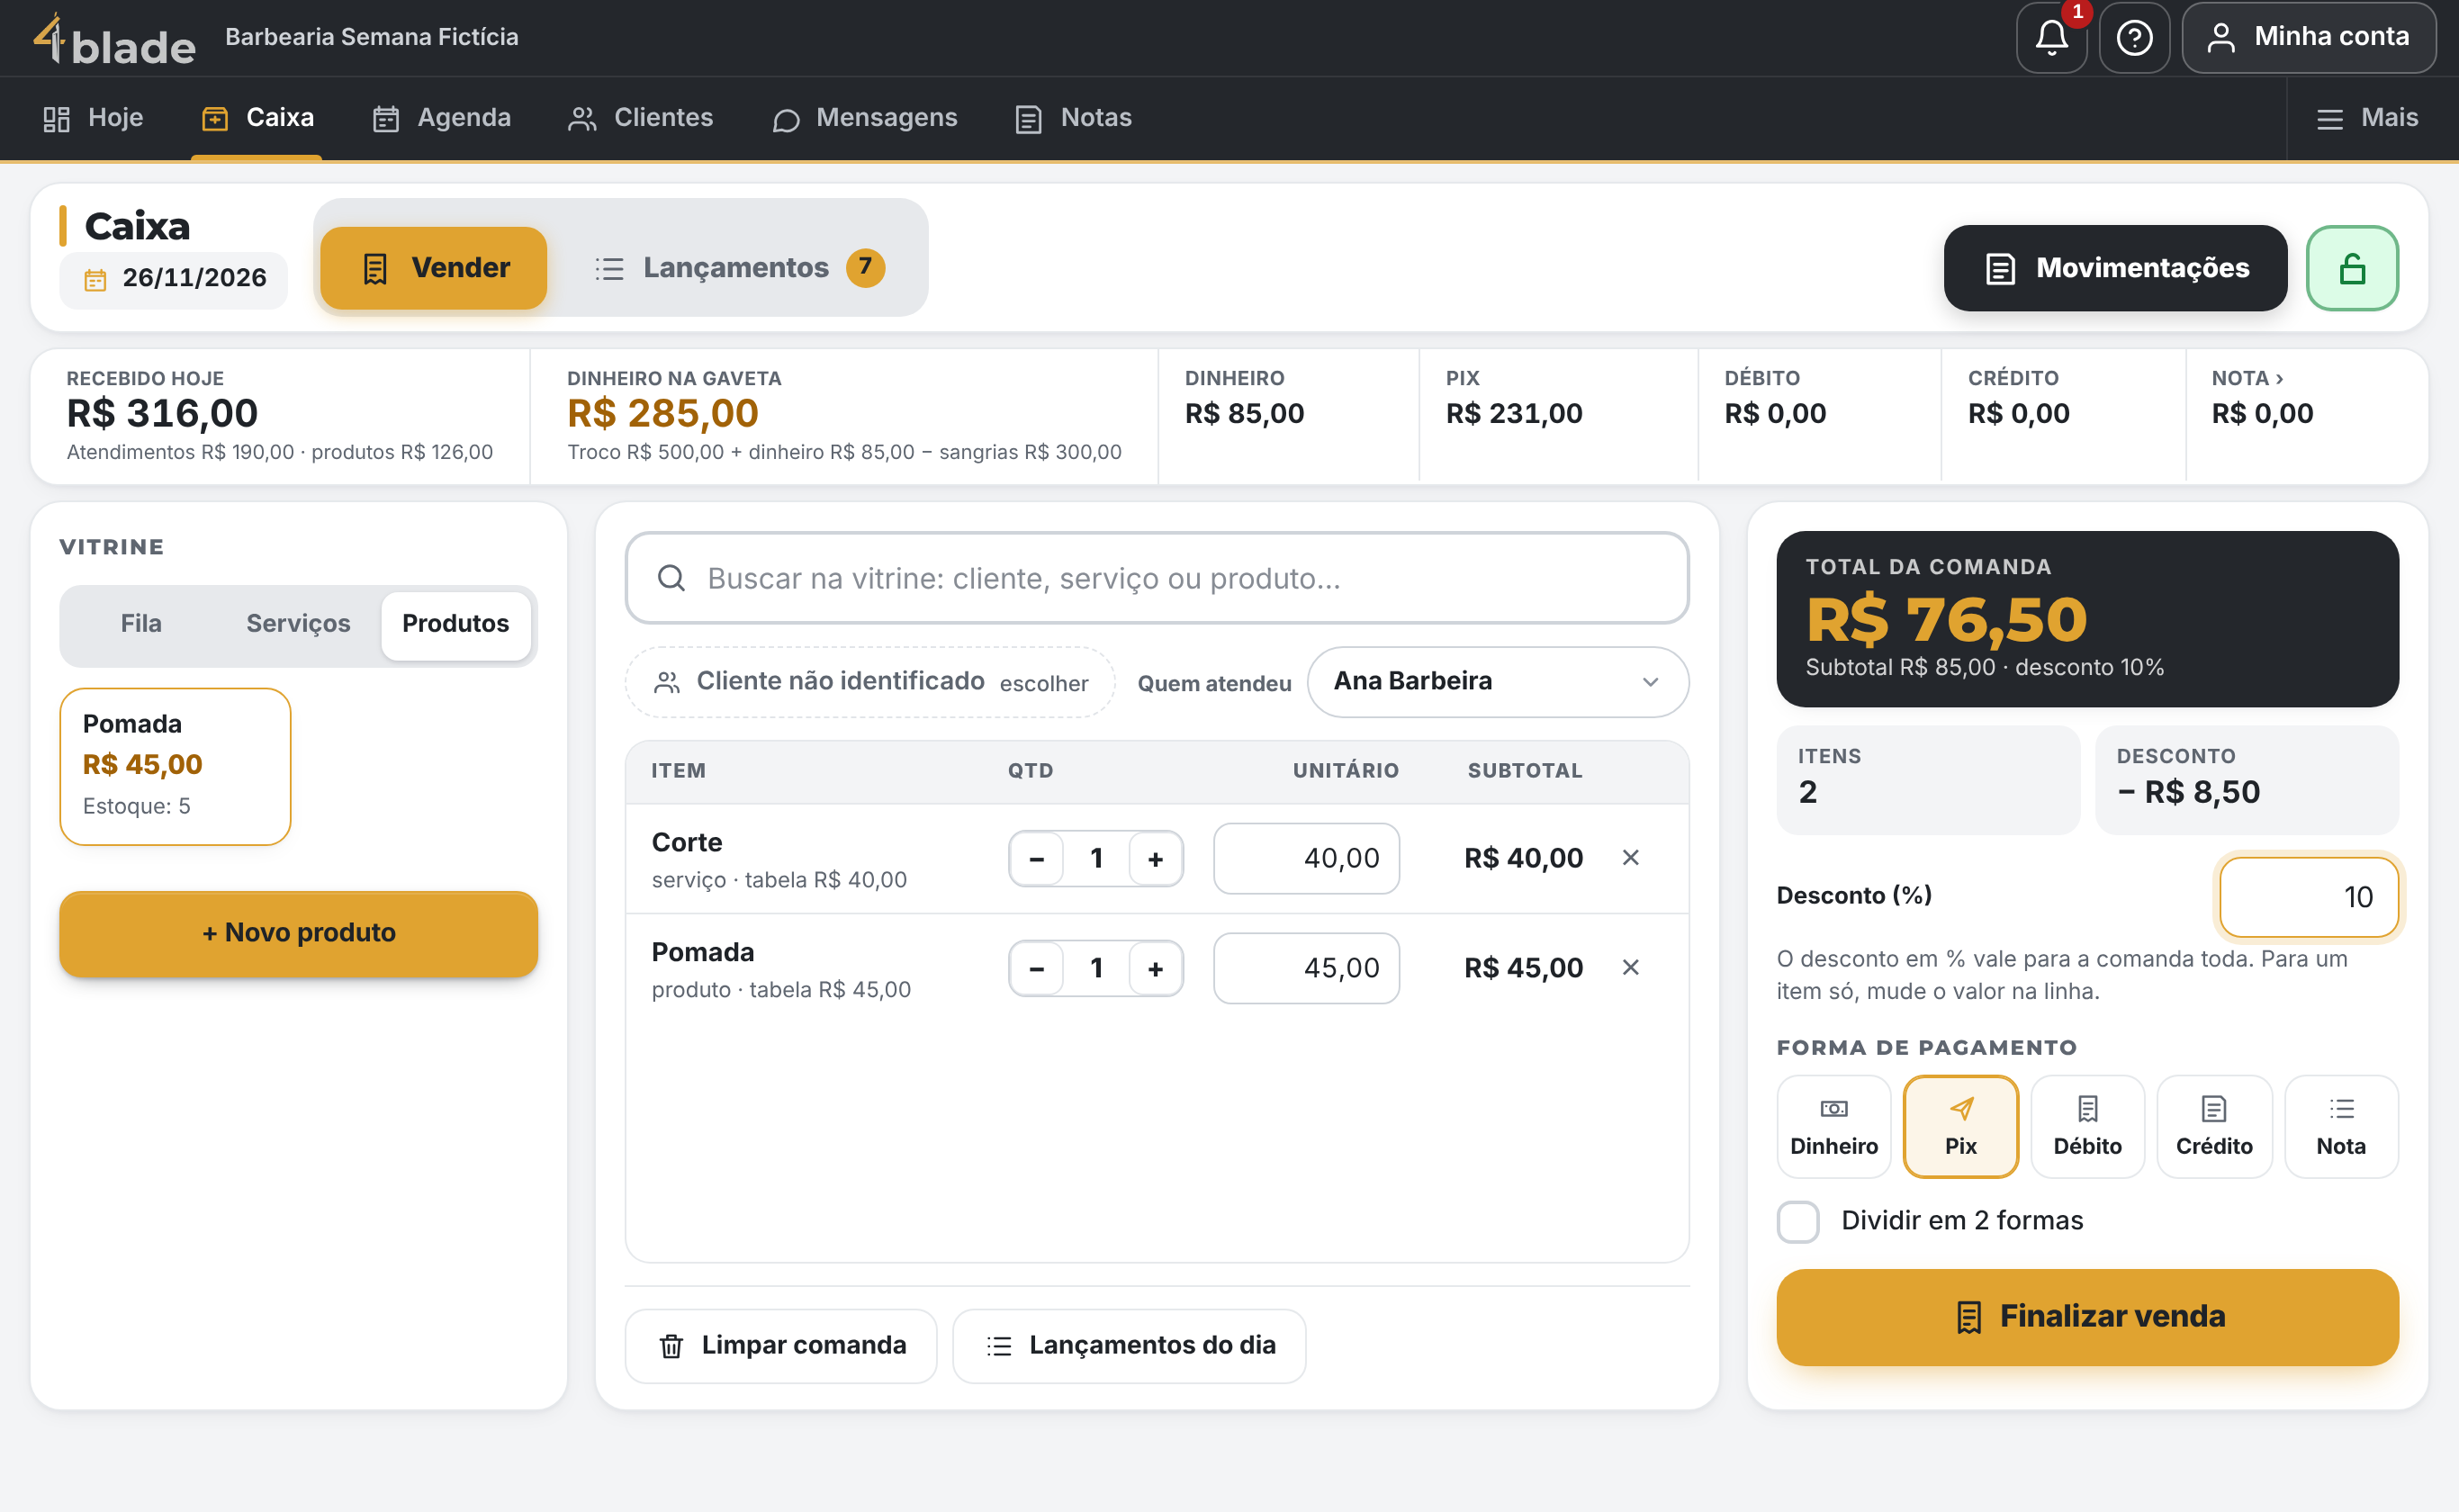 4blade
Barbearia Semana Fictícia
1
Minha conta
Hoje
Caixa
Agenda
Clientes
Mensagens
Notas
Mais
Caixa
26/11/2026
Vender
Lançamentos 7
Movimentações
RECEBIDO HOJE
R$ 316,00
Atendimentos R$ 190,00 · produtos R$ 126,00
DINHEIRO NA GAVETA
R$ 285,00
Troco R$ 500,00 + dinheiro R$ 85,00 − sangrias R$ 300,00
DINHEIRO
R$ 85,00
PIX
R$ 231,00
DÉBITO
R$ 0,00
CRÉDITO
R$ 0,00
NOTA ›
R$ 0,00
VITRINE
Fila
Serviços
Produtos
Pomada
R$ 45,00
Estoque: 5
+ Novo produto
Buscar na vitrine: cliente, serviço ou produto...
Cliente não identificado escolher
Quem atendeu
Ana Barbeira
ITEM QTD UNITÁRIO SUBTOTAL
Corte
serviço · tabela R$ 40,00
− 1 + 40,00 R$ 40,00 ×
Pomada
produto · tabela R$ 45,00
− 1 + 45,00 R$ 45,00 ×
Limpar comanda
Lançamentos do dia
TOTAL DA COMANDA
R$ 76,50
Subtotal R$ 85,00 · desconto 10%
ITENS
2
DESCONTO
− R$ 8,50
Desconto (%)
10
O desconto em % vale para a comanda toda. Para um
item só, mude o valor na linha.
FORMA DE PAGAMENTO
Dinheiro
Pix
Débito
Crédito
Nota
Dividir em 2 formas
Finalizar venda